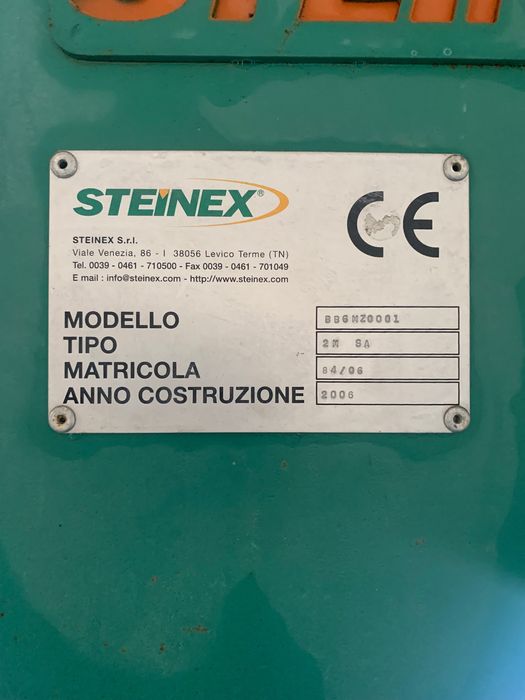 STEINEX®
STEINEX S.r.l.
Viale Venezia, 86 - I 38056 Levico Terme (TN)
Tel. 0039 - 0461 - 710500 - Fax 0039 - 0461 - 701049
E mail : info@steinex.com - http://www.steinex.com
CE
MODELLO BB6MZ0001
TIPO 2M SA
MATRICOLA 84/06
ANNO COSTRUZIONE 2006